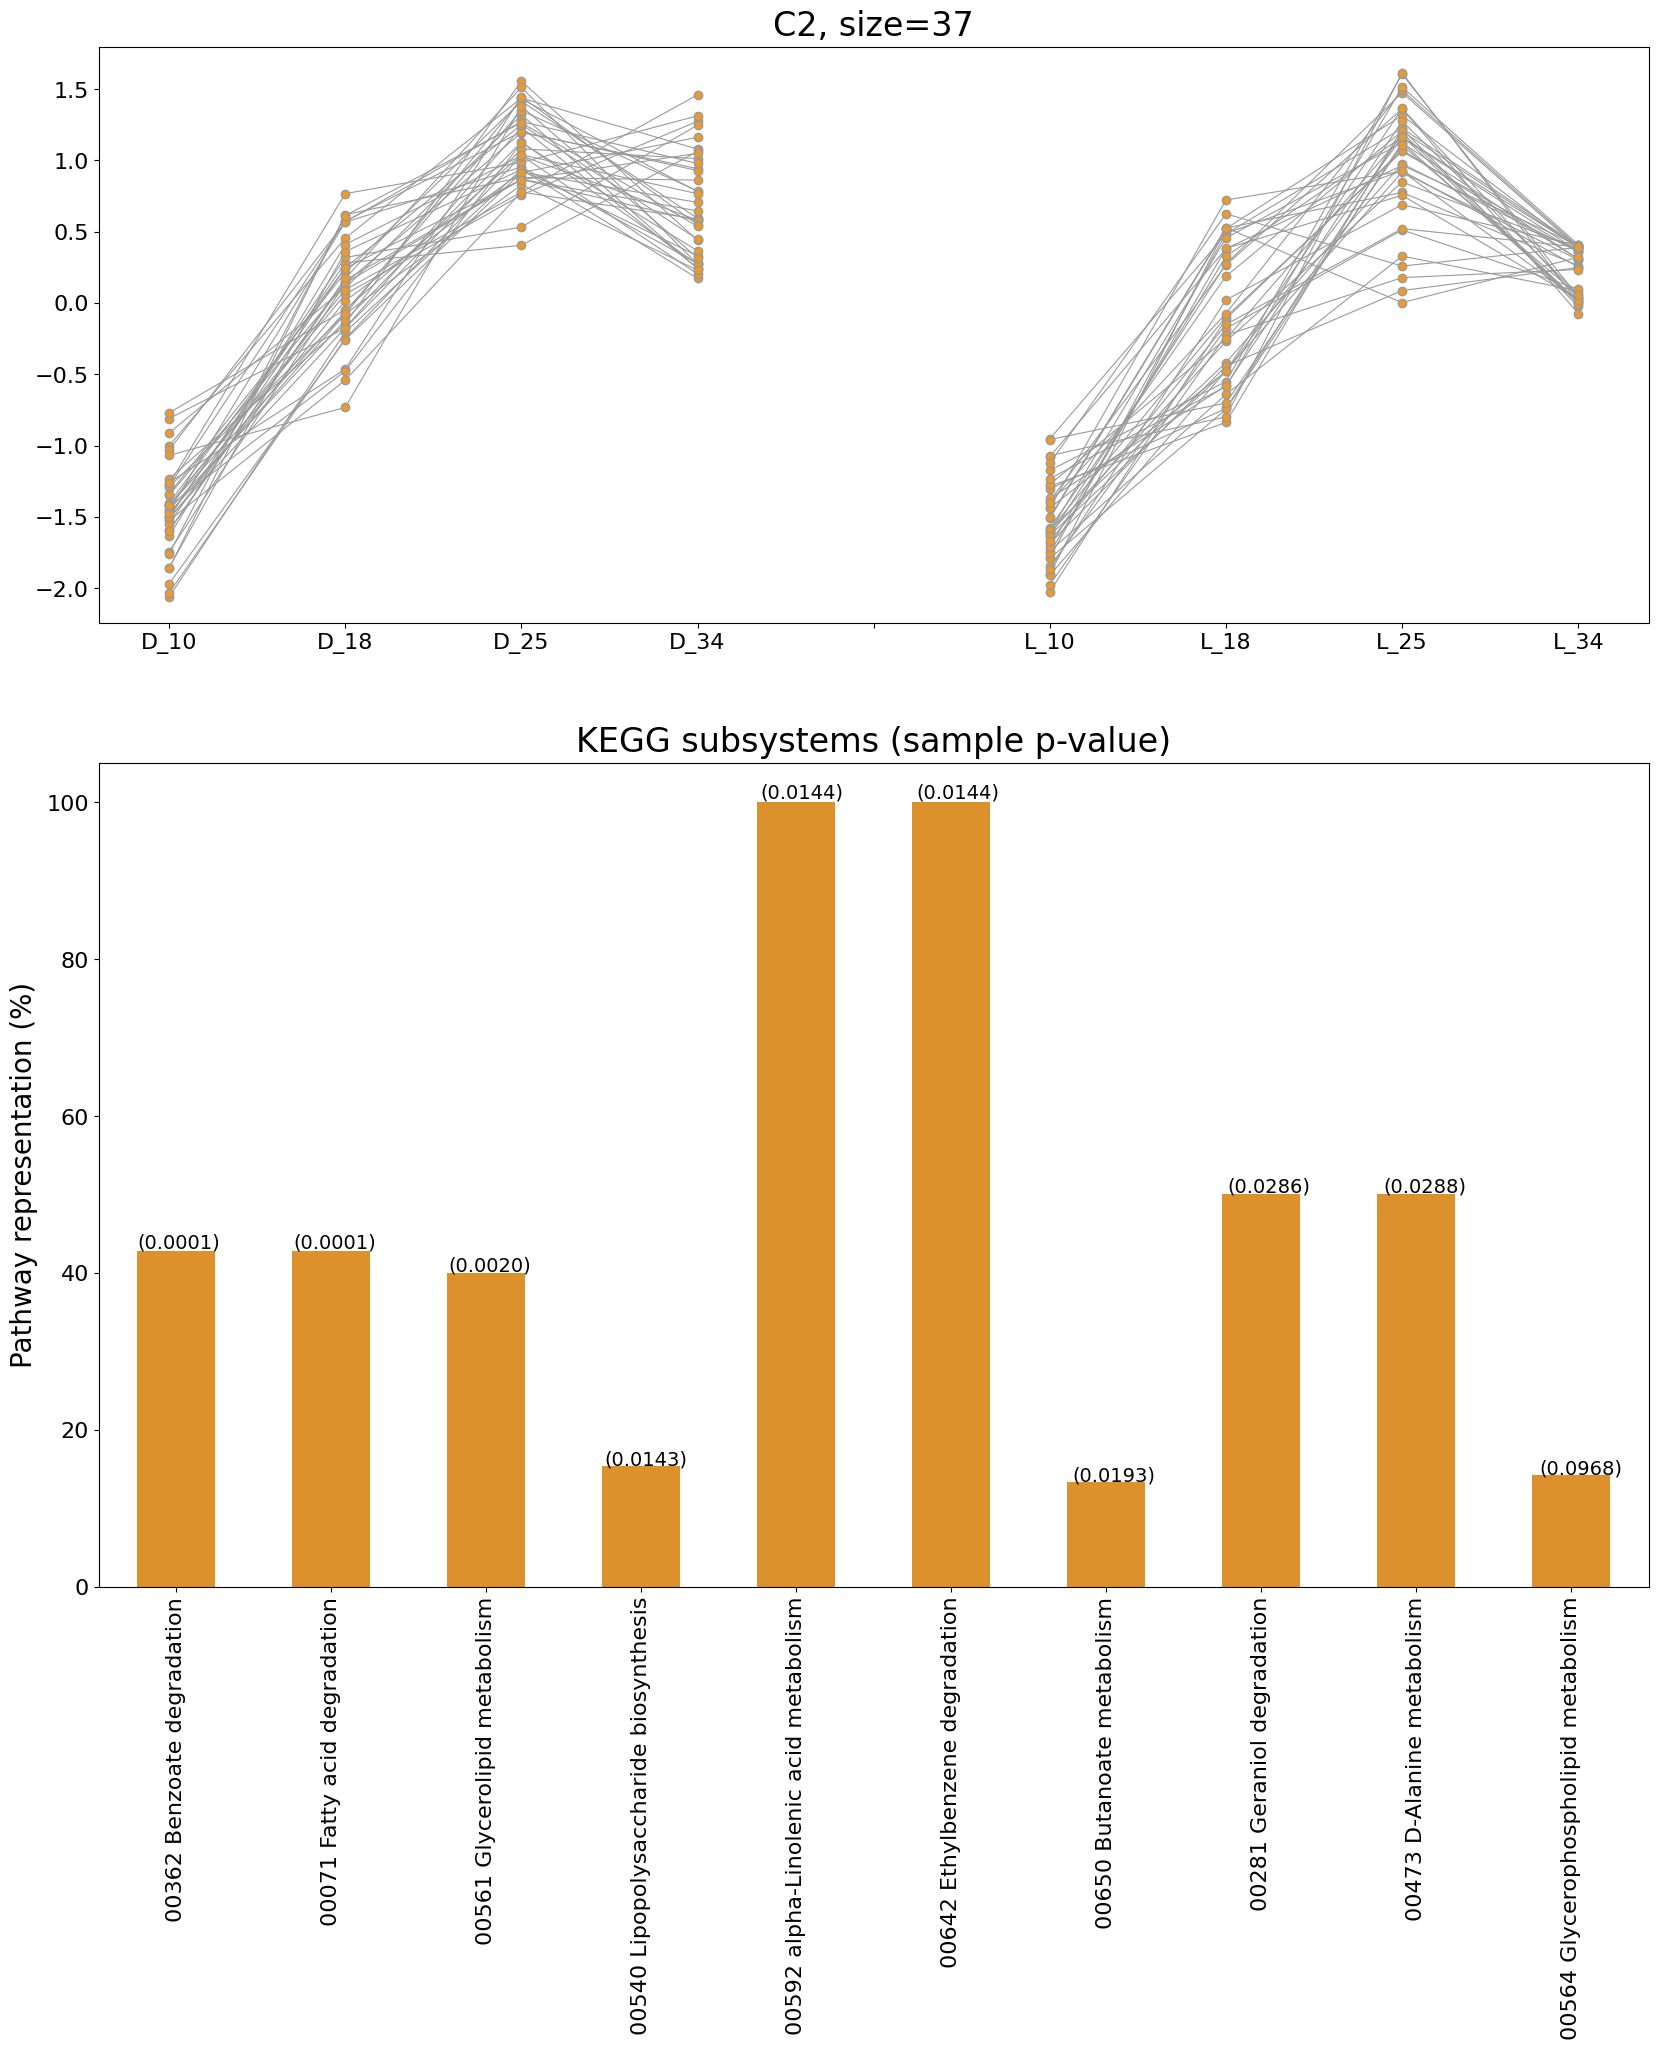 C2, size=37
1.5
1.0
0.5
0.0
−0.5
−1.0
−1.5
−2.0
D_10 D_18 D_25 D_34 L_10 L_18 L_25 L_34
KEGG subsystems (sample p-value)
Pathway representation (%)
100
80
60
40
20
0
(0.0001)
(0.0001)
(0.0020)
(0.0143)
(0.0144)
(0.0144)
(0.0193)
(0.0286)
(0.0288)
(0.0968)
00362 Benzoate degradation
00071 Fatty acid degradation
00561 Glycerolipid metabolism
00540 Lipopolysaccharide biosynthesis
00592 alpha-Linolenic acid metabolism
00642 Ethylbenzene degradation
00650 Butanoate metabolism
00281 Geraniol degradation
00473 D-Alanine metabolism
00564 Glycerophospholipid metabolism